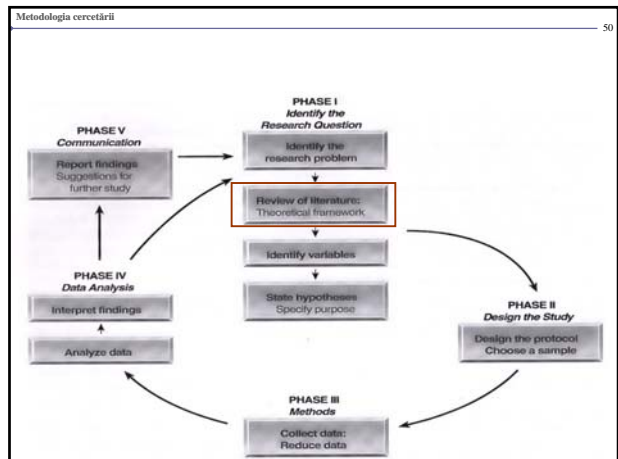 Metodologia cercetării
50
PHASE I
Identify the
Research Question
Identify the
research problem
Review of literature:
Theoretical framework
Identify variables
State hypotheses
Specify purpose
PHASE II
Design the Study
Design the protocol
Choose a sample
PHASE III
Methods
Collect data:
Reduce data
PHASE IV
Data Analysis
Interpret findings
Analyze data
PHASE V
Communication
Report findings
Suggestions for
further study